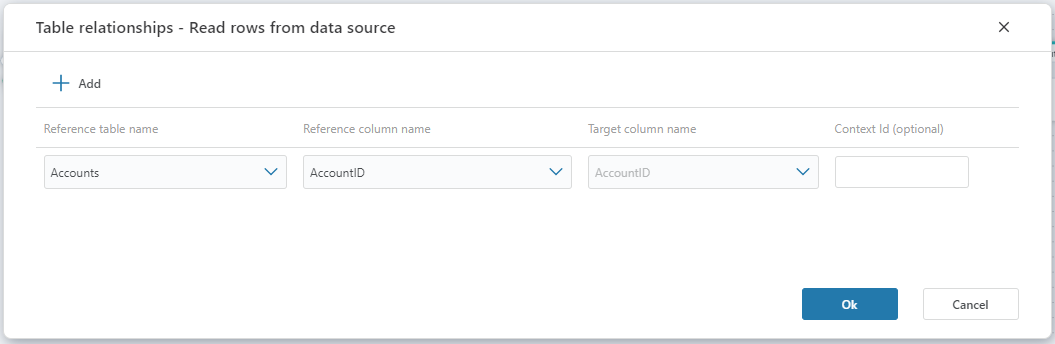 Table relationships - Read rows from data source
Add
Reference table name
Reference column name
Target column name
Context Id (optional)
Accounts
AccountID
AccountID
Ok
Cancel